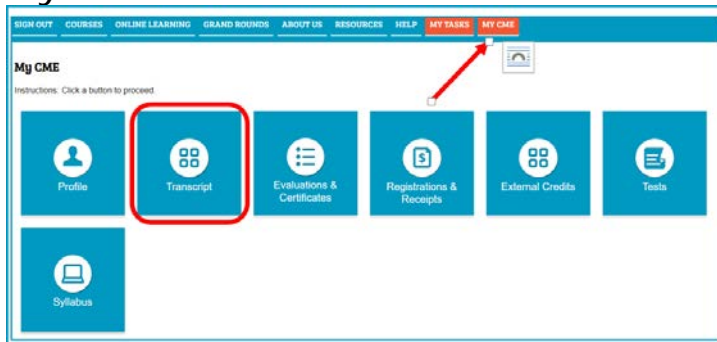 SIGN OUT COURSES ONLINE LEARNING GRAND ROUNDS ABOUT US RESOURCES HELP MY TASKS MY CME
My CME
Instructions: Click a button to proceed.
Profile
Transcript
Evaluations &
Certificates
Registrations &
Receipts
External Credits
Tests
Syllabus